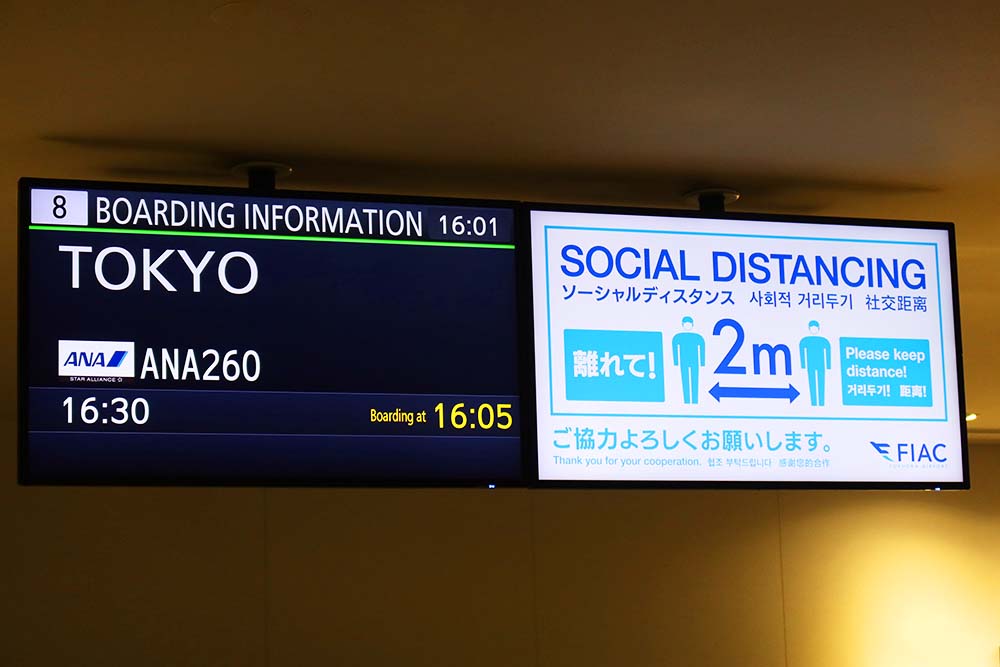 8 BOARDING INFORMATION 16:01
TOKYO
ANA ANA260
STAR ALLIANCE
16:30 Boarding at 16:05
SOCIAL DISTANCING
ソーシャルディスタンス 사회적 거리두기 社交距离
離れて!
2m
Please keep
distance!
거리두기! 距离!
ご協力よろしくお願いします。
Thank you for your cooperation. 협조 부탁드립니다 感谢您的合作
FIAC
FUKUOKA AIRPORT